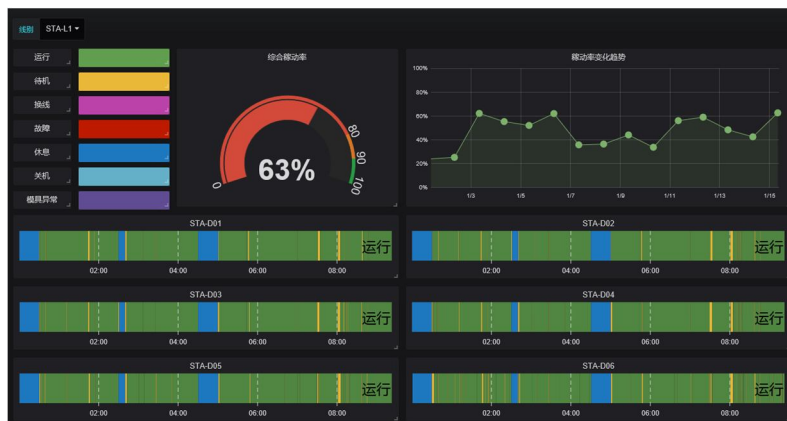 线别 STA-L1
运行
待机
换线
故障
休息
关机
模具异常
综合稼动率
63%
0
80
90
100
稼动率变化趋势
100%
80%
60%
40%
20%
0%
1/3 1/5 1/7 1/9 1/11 1/13 1/15
STA-D01
运行
02:00 04:00 06:00 08:00
STA-D02
运行
02:00 04:00 06:00 08:00
STA-D03
运行
02:00 04:00 06:00 08:00
STA-D04
运行
02:00 04:00 06:00 08:00
STA-D05
运行
02:00 04:00 06:00 08:00
STA-D06
运行
02:00 04:00 06:00 08:00